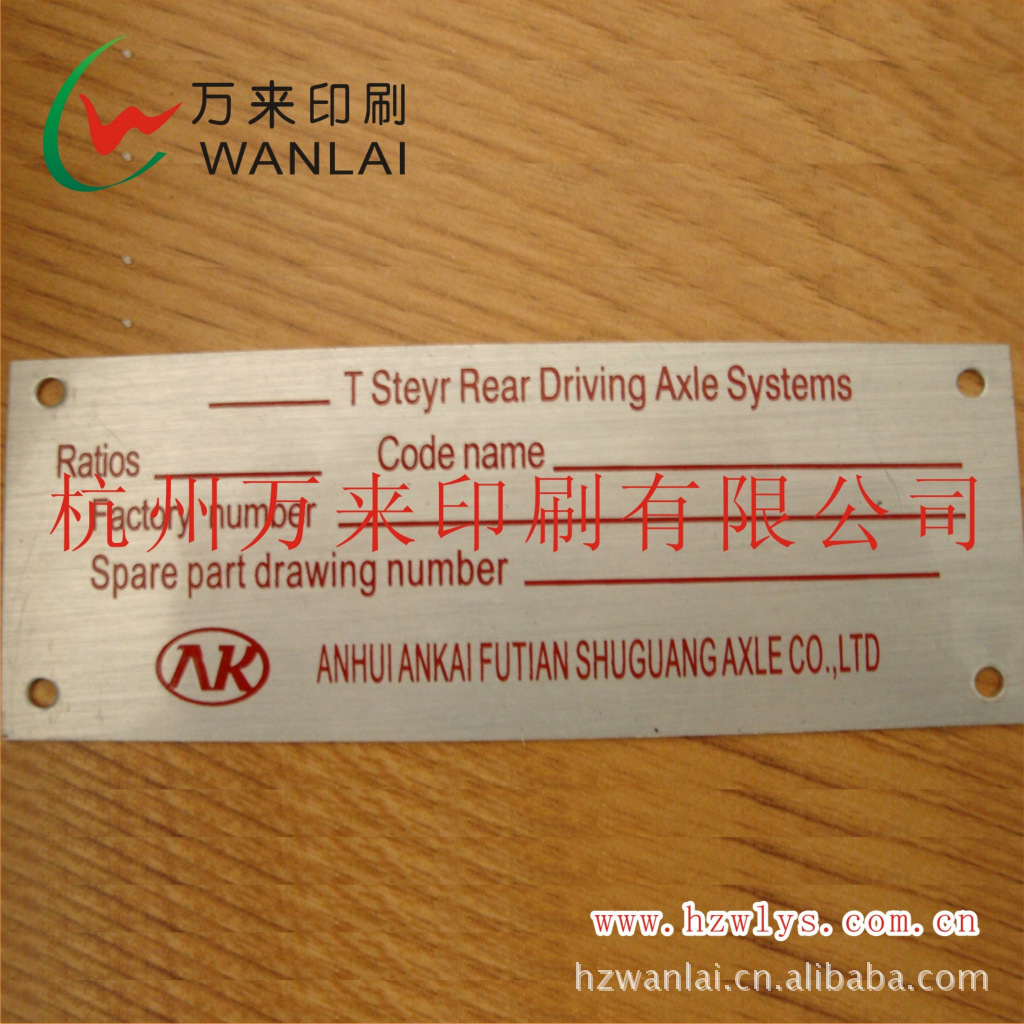 万来印刷
WANLAI
T Steyr Rear Driving Axle Systems
Ratios Code name
Factory number
杭州万来印刷有限公司
Spare part drawing number
AK ANHUI ANKAI FUTIAN SHUGUANG AXLE CO.,LTD
www.hzwlys.com.cn
hzwanlai.cn.alibaba.com